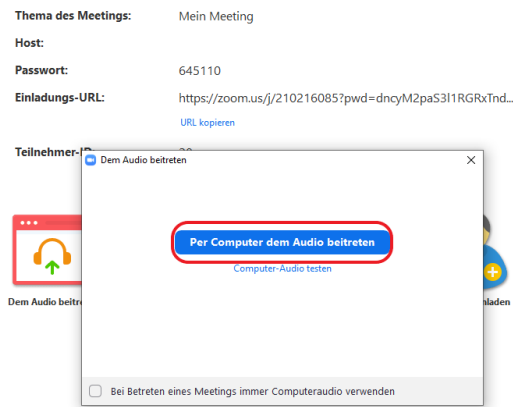 Thema des Meetings: Mein Meeting
Host:
Passwort: 645110
Einladungs-URL: https://zoom.us/j/210216085?pwd=dncyM2paS3l1RGRxTnd...
URL kopieren
Teilnehmer-ID:
Dem Audio beitreten
Per Computer dem Audio beitreten
Computer-Audio testen
Dem Audio beitre
nladen
Bei Betreten eines Meetings immer Computeraudio verwenden